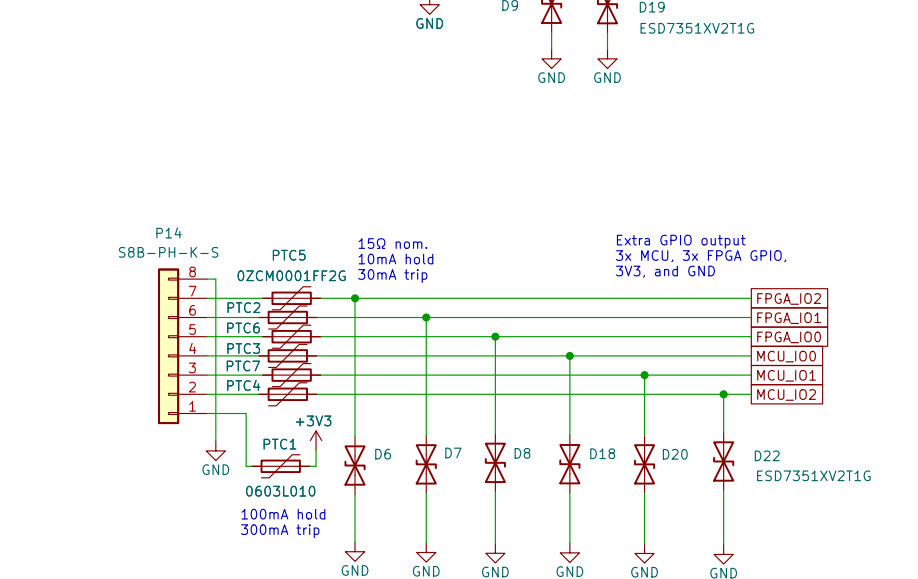 D9
D19
GND
ESD7351XV2T1G
GND
GND
P14
S8B-PH-K-S
PTC5
0ZCM0001FF2G
15Ω nom.
10mA hold
30mA trip
Extra GPIO output
3x MCU, 3x FPGA GPIO,
3V3, and GND
8
7
FPGA_IO2
PTC2
6
FPGA_IO1
PTC6
5
FPGA_IO0
PTC3
4
MCU_IO0
PTC7
3
MCU_IO1
PTC4
2
MCU_IO2
1
+3V3
PTC1
GND
0603L010
100mA hold
300mA trip
D6
D7
D8
D18
D20
D22
ESD7351XV2T1G
GND
GND
GND
GND
GND
GND